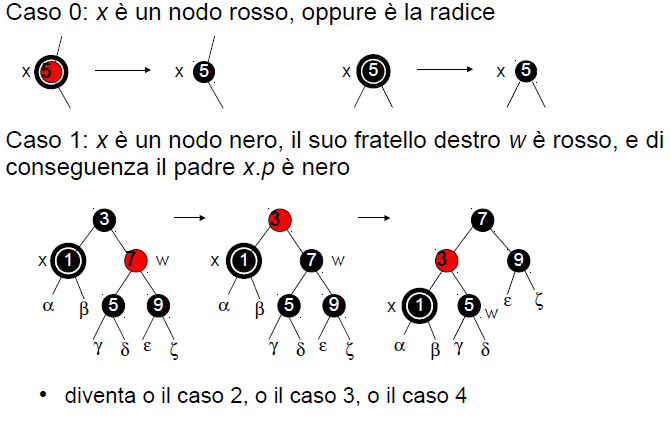 Caso 0: x è un nodo rosso, oppure è la radice
x 5 x 5 x 5 x 5
Caso 1: x è un nodo nero, il suo fratello destro w è rosso, e di
conseguenza il padre x.p è nero
3 3 7
x 1 7 w x 1 7 w 3 9
α β 5 9 α β 5 9 x 1 5 w ε ζ
γ δ ε ζ γ δ ε ζ α β γ δ
• diventa o il caso 2, o il caso 3, o il caso 4